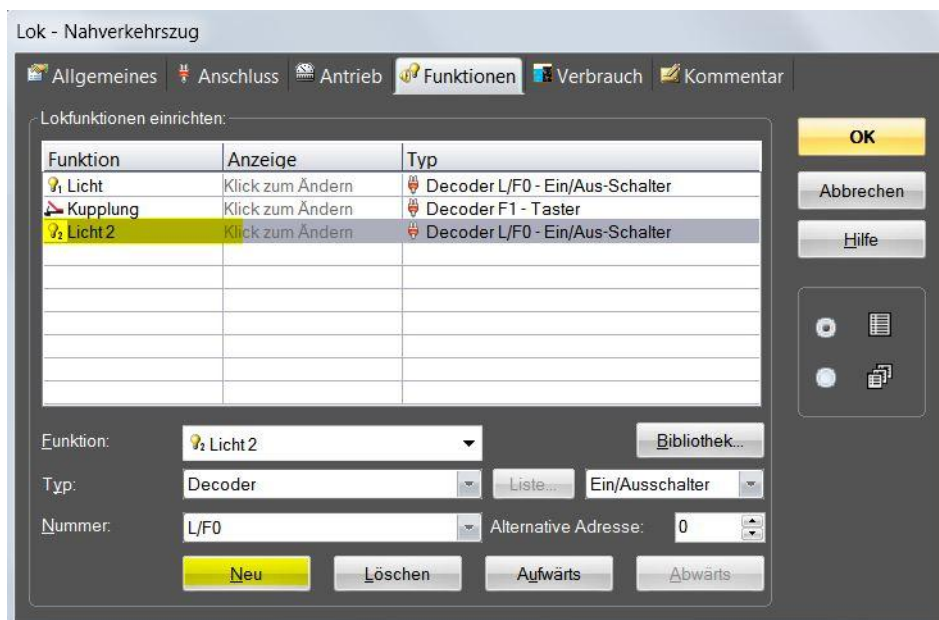 Lok - Nahverkehrszug
Allgemeines Anschluss Antrieb Funktionen Verbrauch Kommentar
Lokfunktionen einrichten:
Funktion Anzeige Typ
1 Licht Klick zum Ändern Decoder L/F0 - Ein/Aus-Schalter
Kupplung Klick zum Ändern Decoder F1 - Taster
2 Licht 2 Klick zum Ändern Decoder L/F0 - Ein/Aus-Schalter
OK
Abbrechen
Hilfe
Funktion: 2 Licht 2 Bibliothek...
Typ: Decoder Liste... Ein/Ausschalter
Nummer: L/F0 Alternative Adresse: 0
Neu Löschen Aufwärts Abwärts